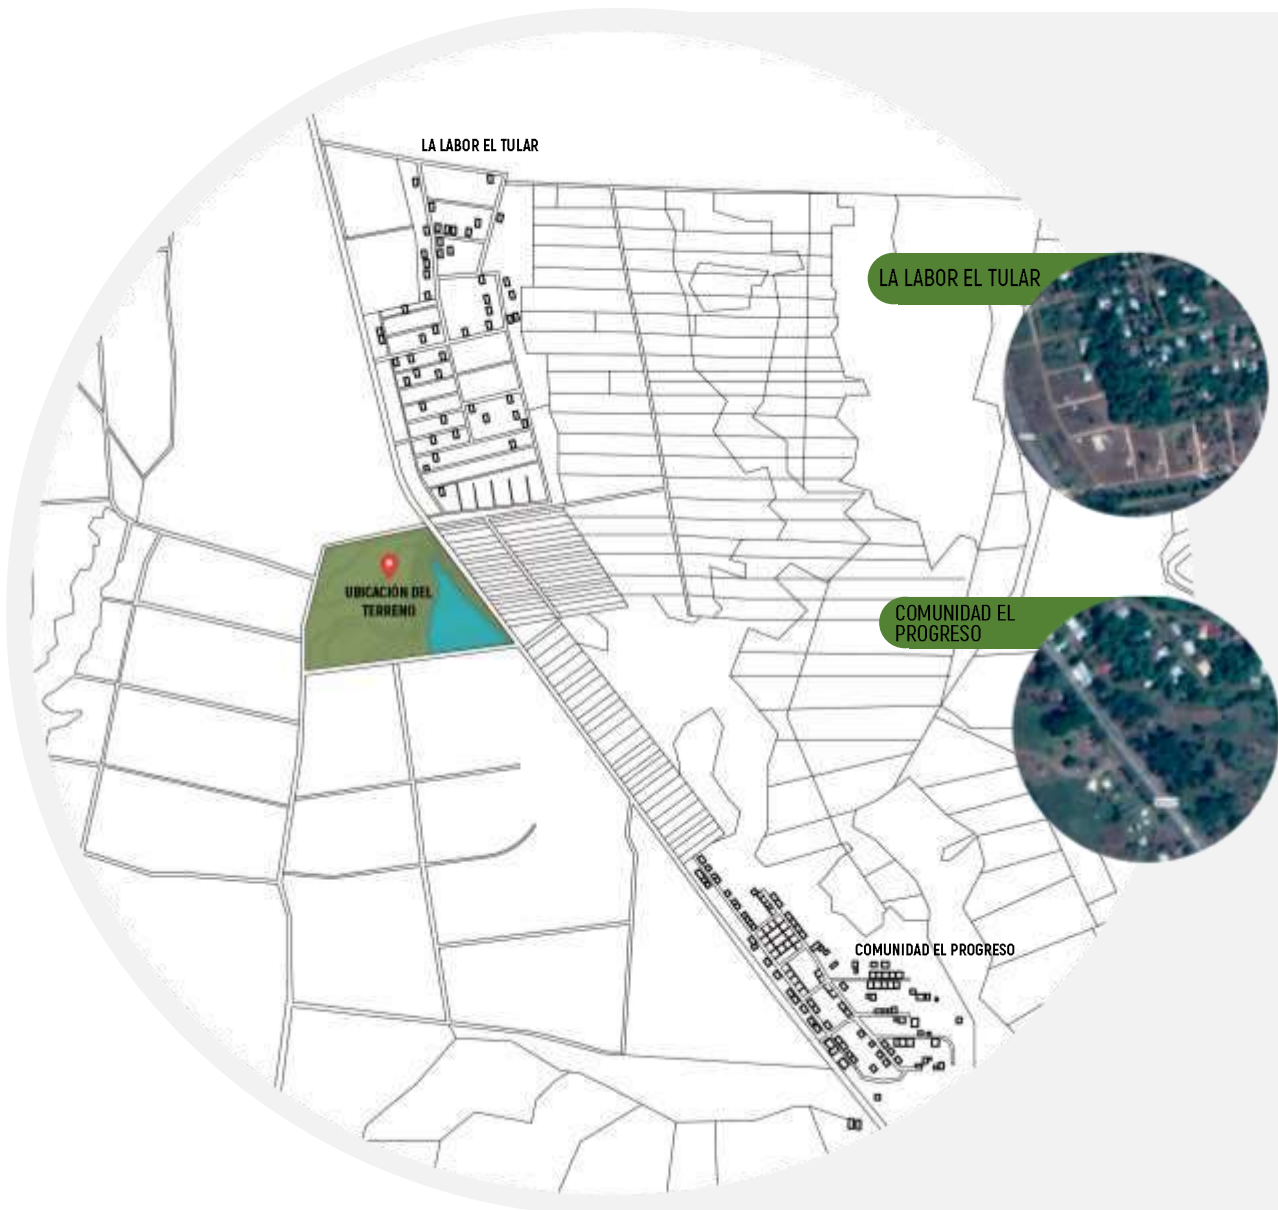 LA LABOR EL TULAR
LA LABOR EL TULAR
UBICACIÓN DEL
TERRENO
COMUNIDAD EL
PROGRESO
COMUNIDAD EL PROGRESO